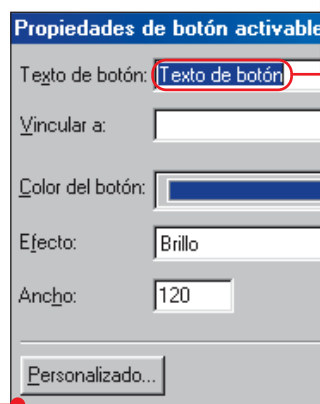 Propiedades de botón activable
Texto de botón: Texto de botón
Vincular a:
Color del botón:
Efecto: Brillo
Ancho: 120
Personalizado...